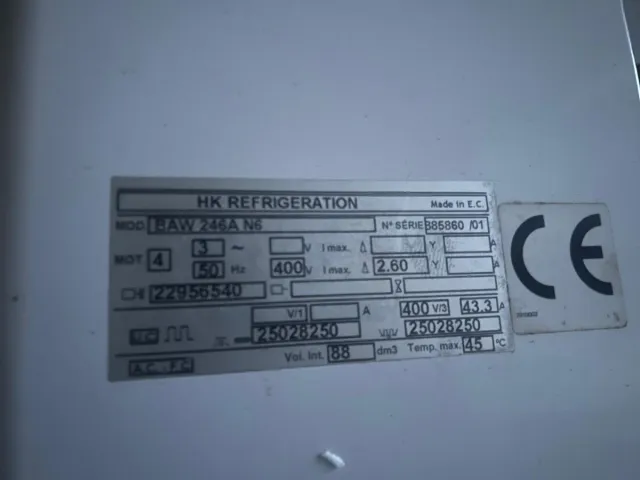 HK REFRIGERATION Made in E.C.
MOD. BAW 246A N6 N° SÉRIE 885860 /01
MOT 4 3 ~ V I max. Δ Y A
50 Hz 400 V I max. Δ 2.60 Y A
22956540
V/1 A 400 V/3 43.3 A
25028250 25028250
A.C. - F.C. Vol. Int. 88 dm3 Temp. max. 45 °C
CE